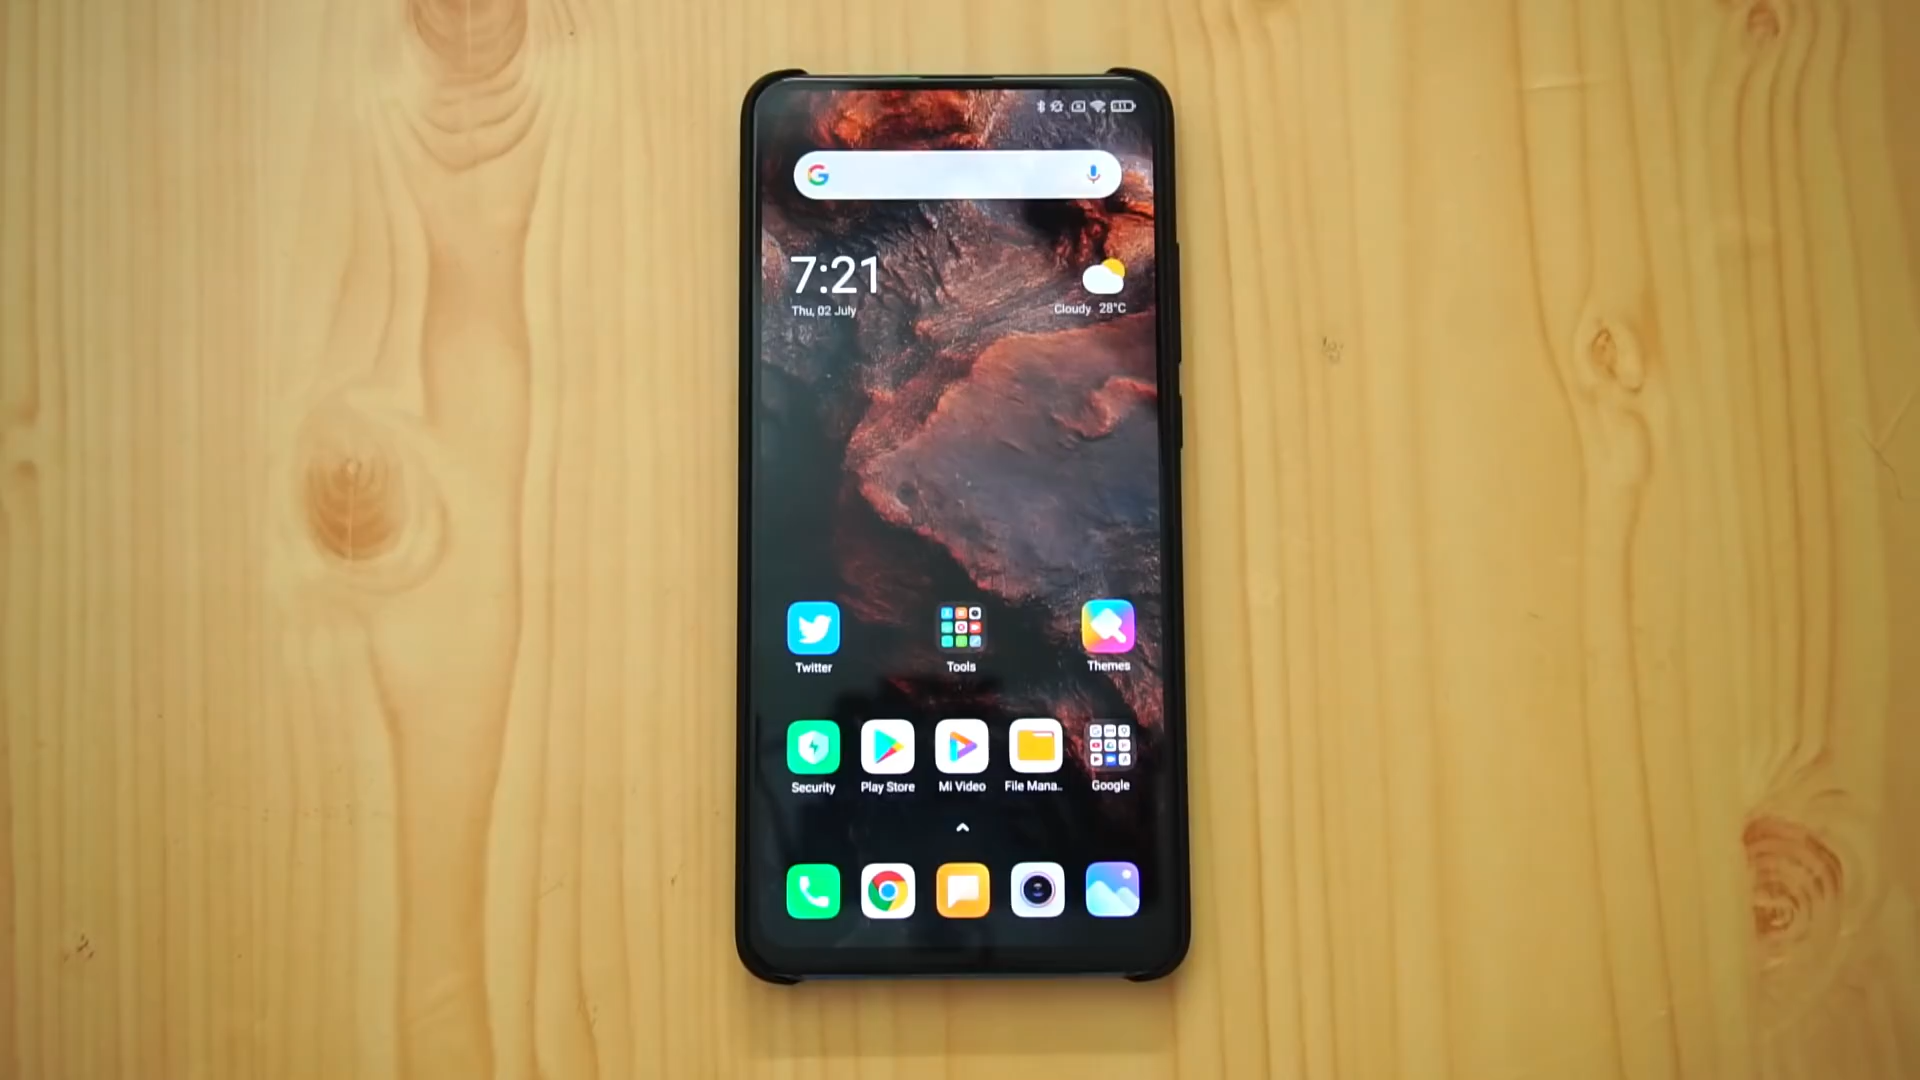 7:21
Thu, 02 July
Cloudy 28°C
Twitter
Tools
Themes
Security
Play Store
Mi Video
File Mana..
Google